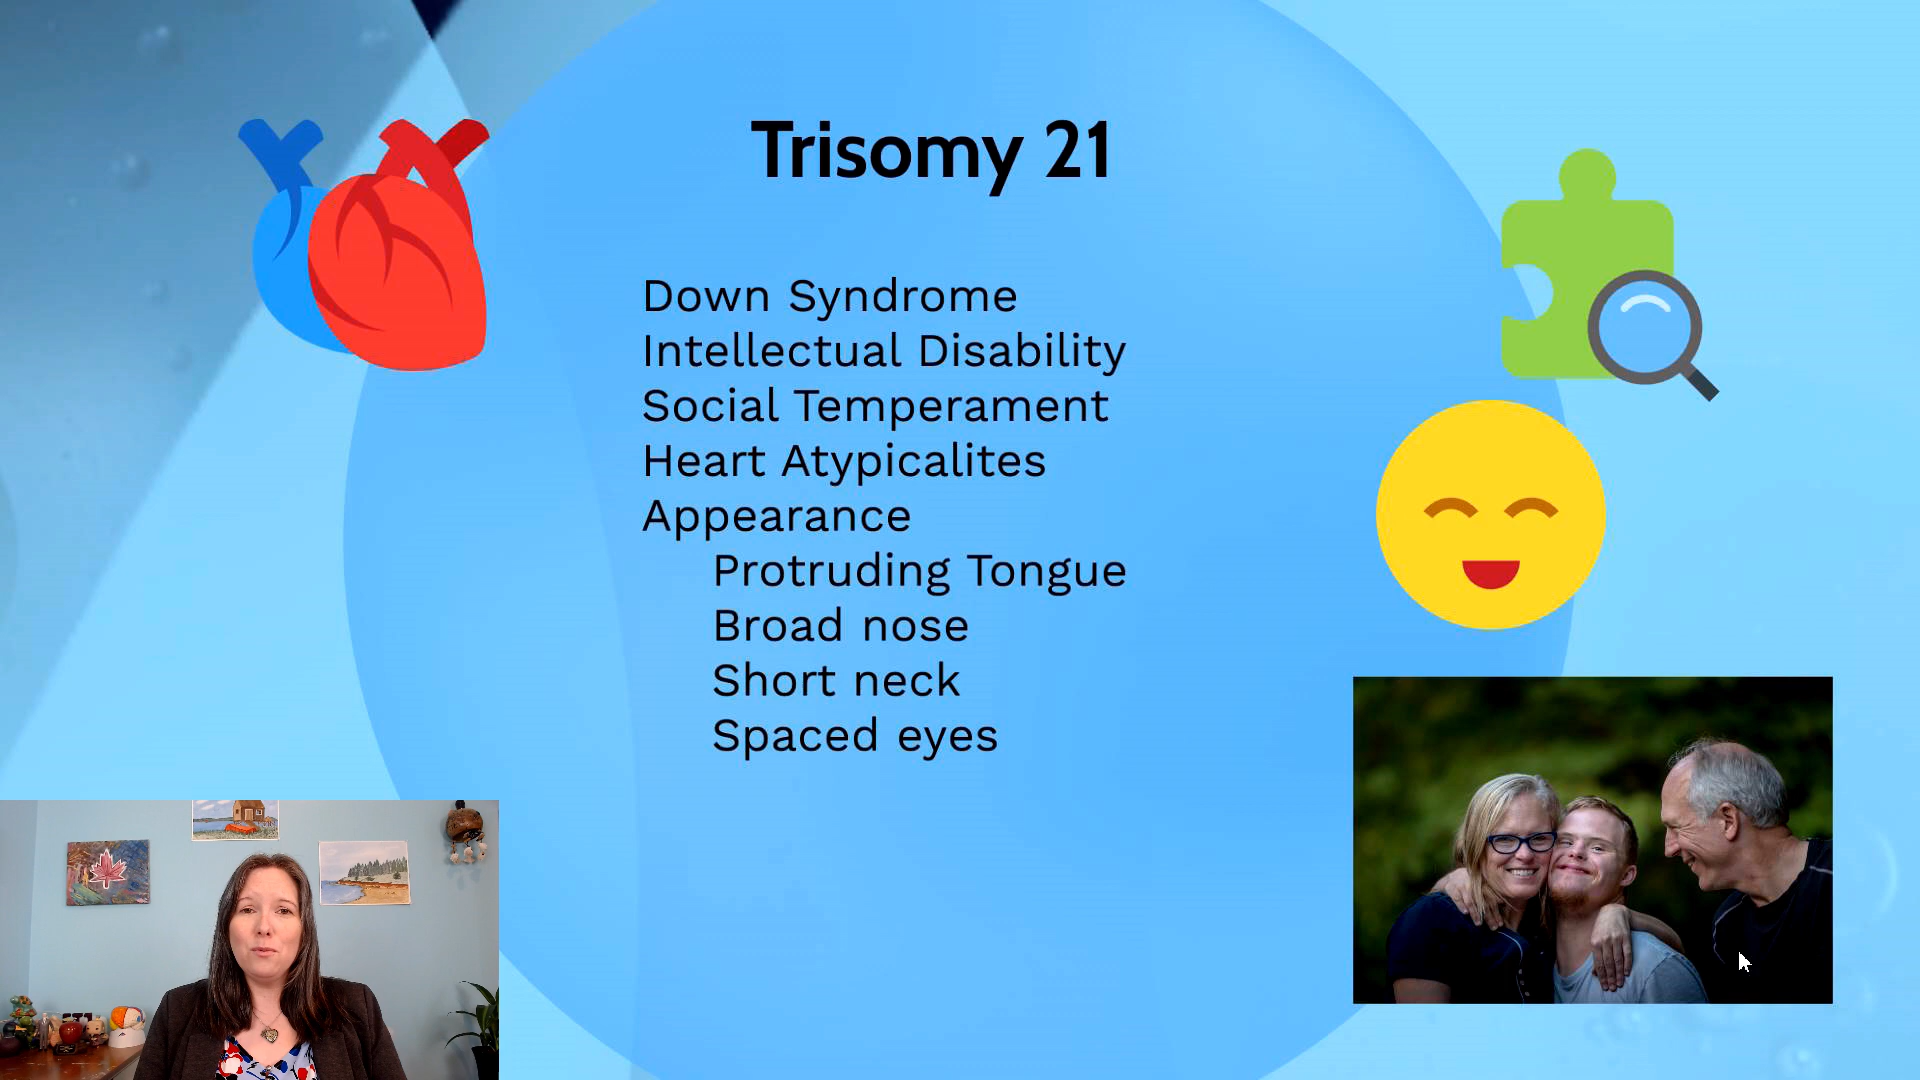 Trisomy 21
Down Syndrome
Intellectual Disability
Social Temperament
Heart Atypicalites
Appearance
Protruding Tongue
Broad nose
Short neck
Spaced eyes